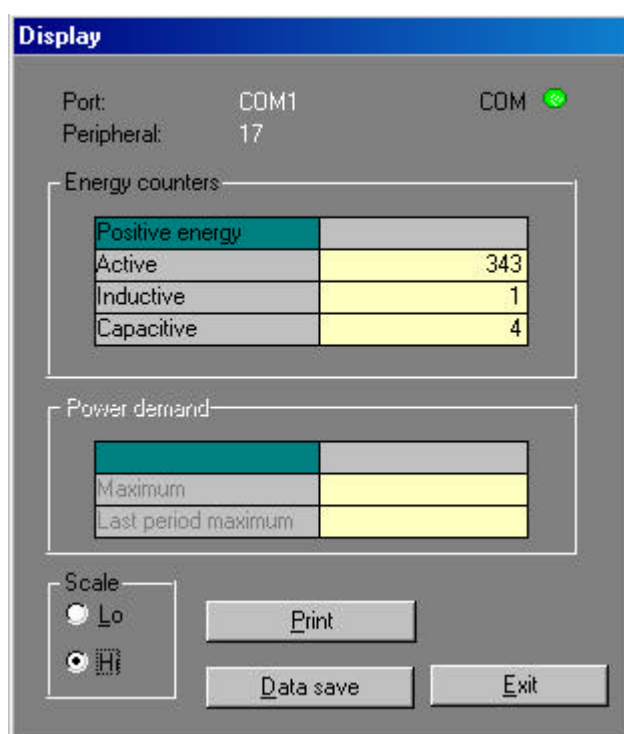 Display
Port: COM1 COM
Peripheral: 17
Energy counters
Positive energy
Active 343
Inductive 1
Capacitive 4
Power demand
Maximum
Last period maximum
Scale
Lo
Hi
Print
Data save
Exit